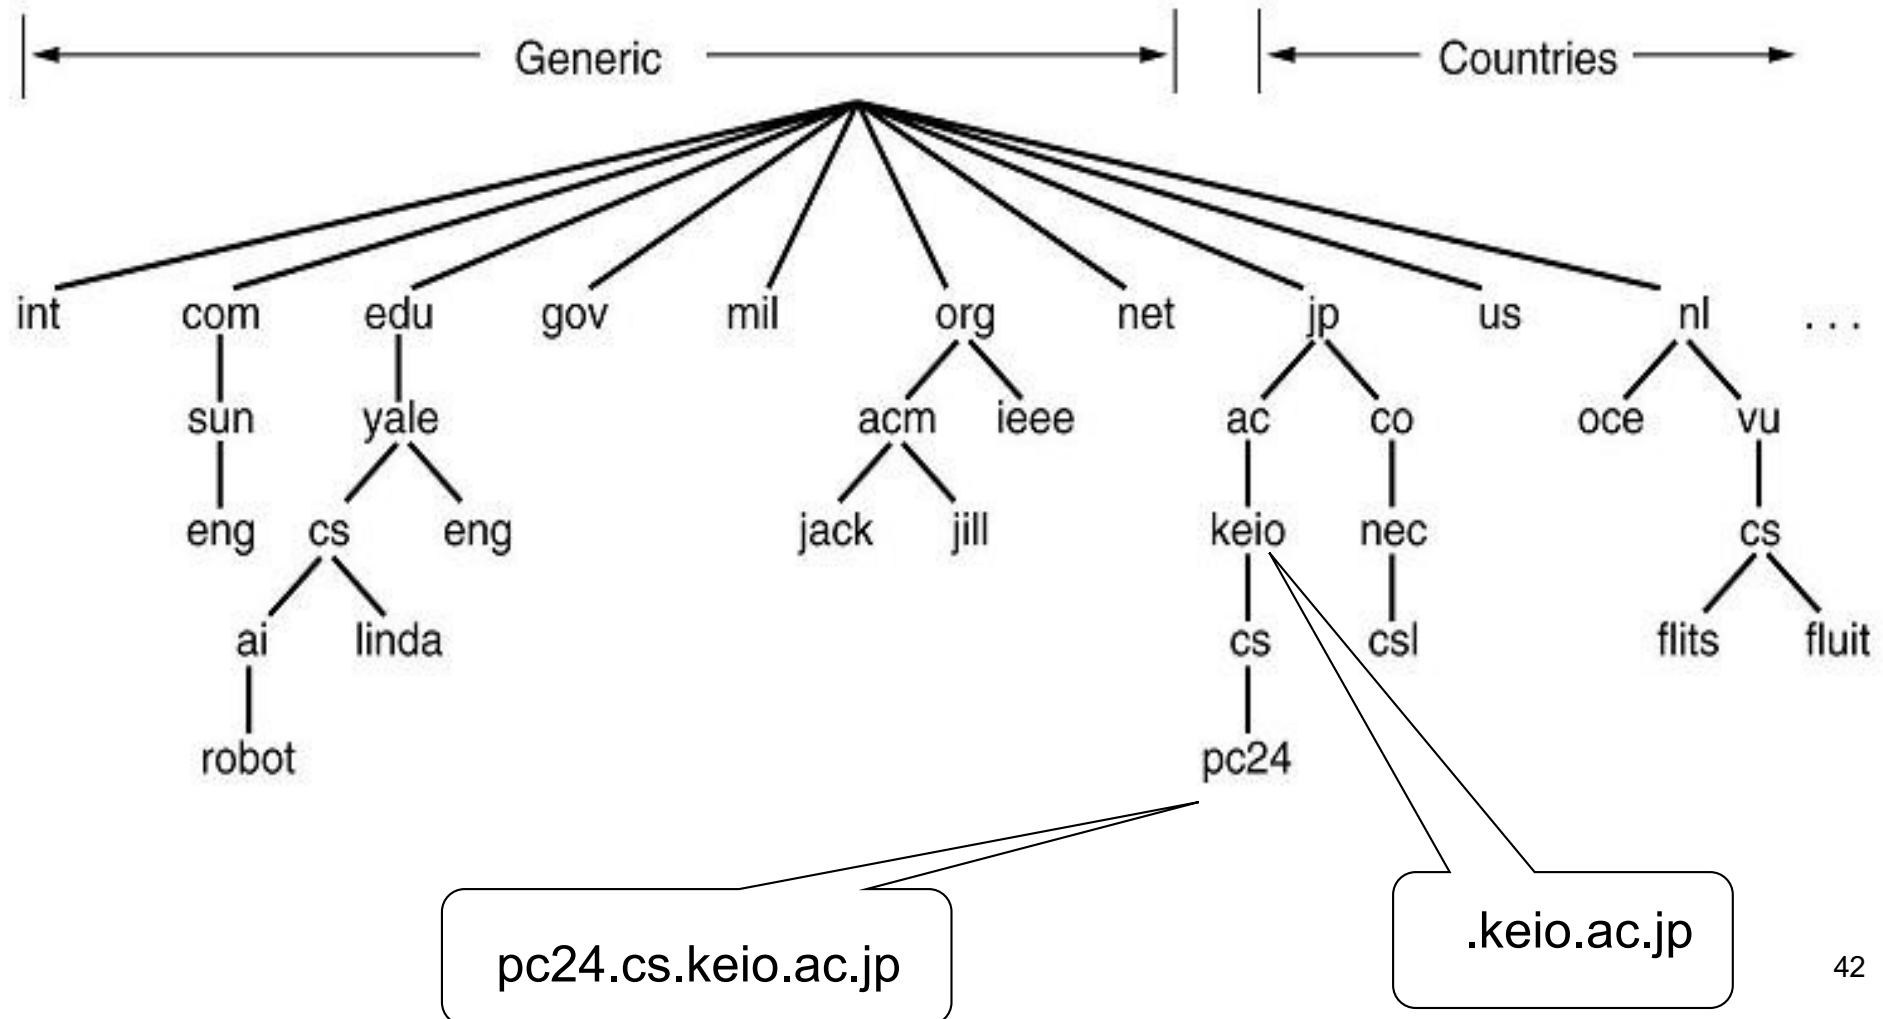 Generic Countries
int com edu gov mil org net jp us nl . . .
sun yale acm ieee ac co oce vu
eng cs eng jack jill keio nec cs
ai linda cs csl flits fluit
robot pc24
.keio.ac.jp
pc24.cs.keio.ac.jp
42